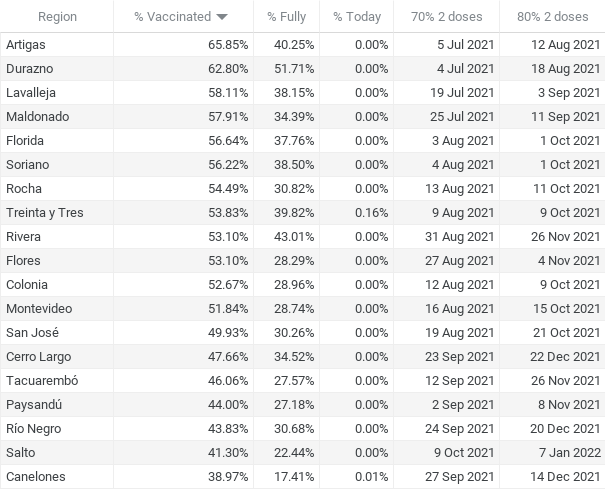 Region % Vaccinated % Fully % Today 70% 2 doses 80% 2 doses
Artigas 65.85% 40.25% 0.00% 5 Jul 2021 12 Aug 2021
Durazno 62.80% 51.71% 0.00% 4 Jul 2021 18 Aug 2021
Lavalleja 58.11% 38.15% 0.00% 19 Jul 2021 3 Sep 2021
Maldonado 57.91% 34.39% 0.00% 25 Jul 2021 11 Sep 2021
Florida 56.64% 37.76% 0.00% 3 Aug 2021 1 Oct 2021
Soriano 56.22% 38.50% 0.00% 4 Aug 2021 1 Oct 2021
Rocha 54.49% 30.82% 0.00% 13 Aug 2021 11 Oct 2021
Treinta y Tres 53.83% 39.82% 0.16% 9 Aug 2021 9 Oct 2021
Rivera 53.10% 43.01% 0.00% 31 Aug 2021 26 Nov 2021
Flores 53.10% 28.29% 0.00% 27 Aug 2021 4 Nov 2021
Colonia 52.67% 28.96% 0.00% 12 Aug 2021 9 Oct 2021
Montevideo 51.84% 28.74% 0.00% 16 Aug 2021 15 Oct 2021
San José 49.93% 30.26% 0.00% 19 Aug 2021 21 Oct 2021
Cerro Largo 47.66% 34.52% 0.00% 23 Sep 2021 22 Dec 2021
Tacuarembó 46.06% 27.57% 0.00% 12 Sep 2021 26 Nov 2021
Paysandú 44.00% 27.18% 0.00% 2 Sep 2021 8 Nov 2021
Río Negro 43.83% 30.68% 0.00% 24 Sep 2021 20 Dec 2021
Salto 41.30% 22.44% 0.00% 9 Oct 2021 7 Jan 2022
Canelones 38.97% 17.41% 0.01% 27 Sep 2021 14 Dec 2021